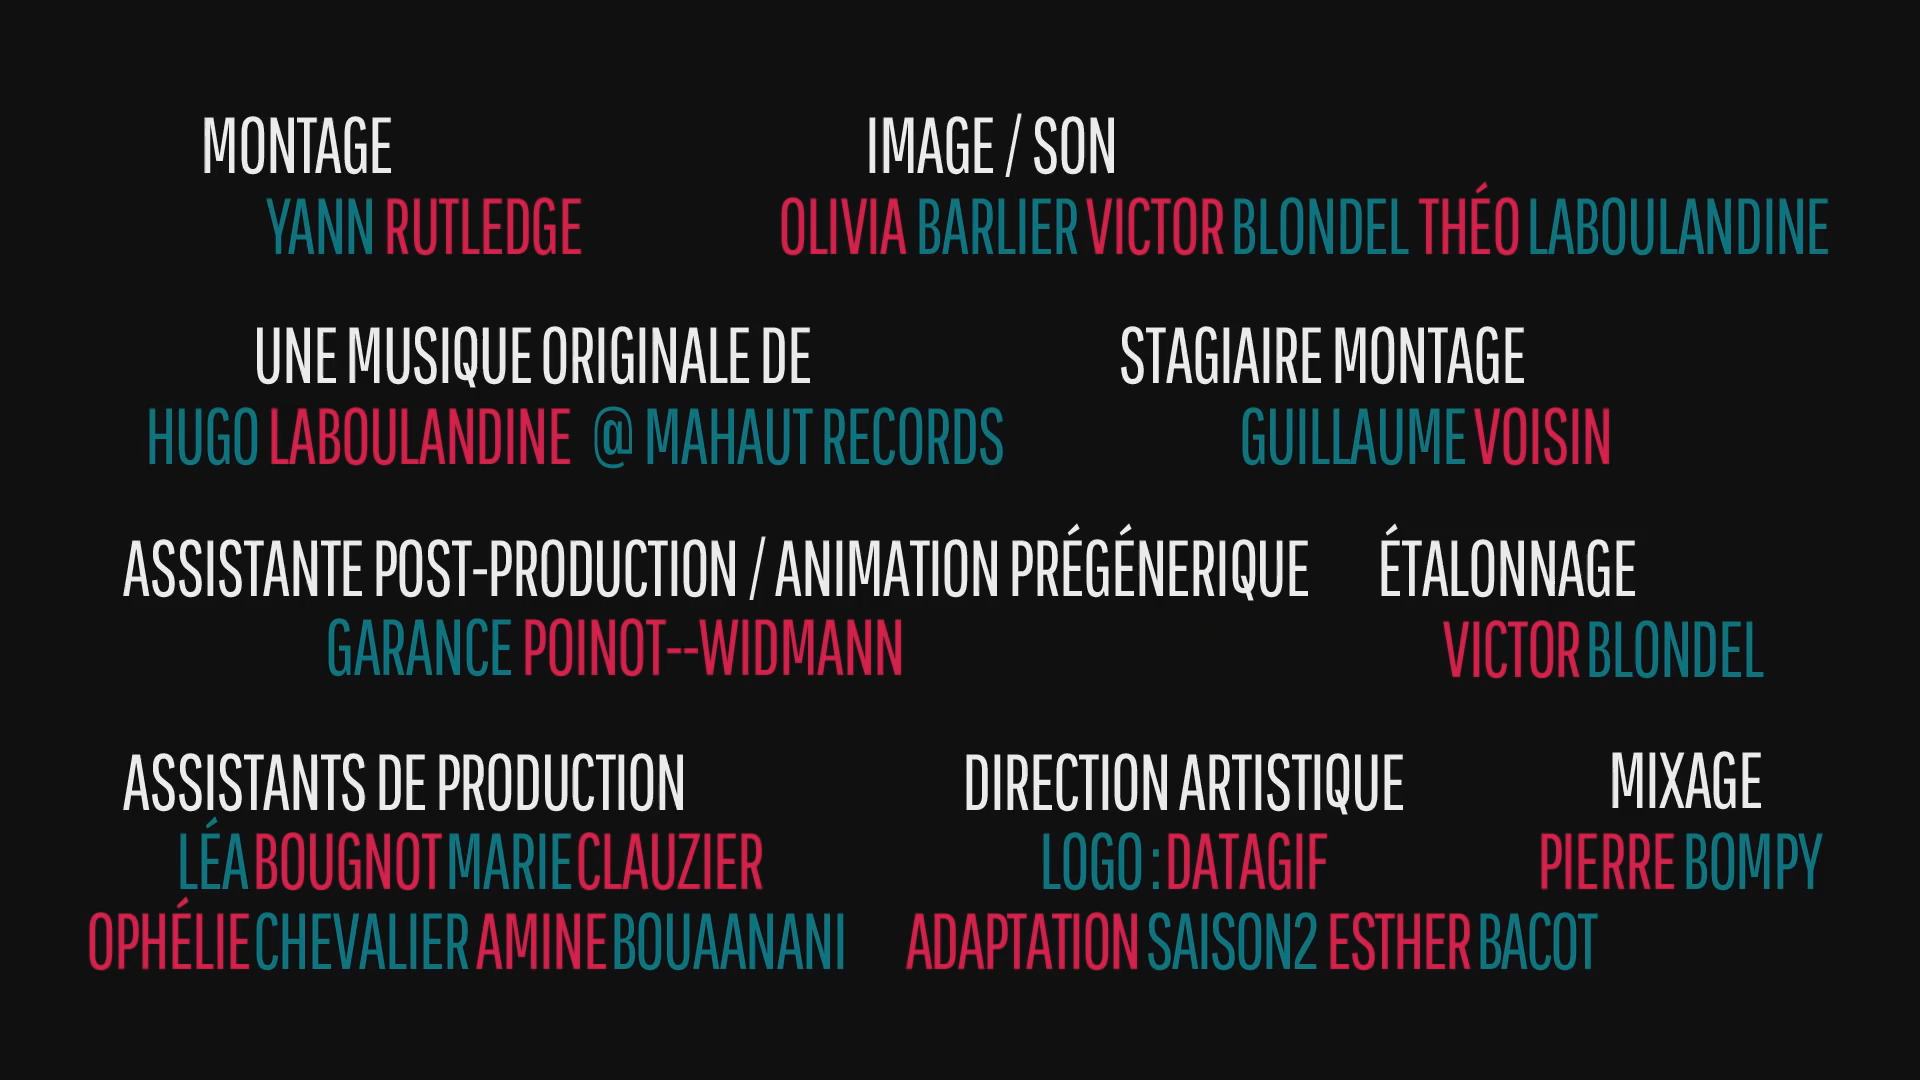 MONTAGE
YANN RUTLEDGE
IMAGE / SON
OLIVIA BARLIER VICTOR BLONDEL THÉO LABOULANDINE
UNE MUSIQUE ORIGINALE DE
HUGO LABOULANDINE @ MAHAUT RECORDS
STAGIAIRE MONTAGE
GUILLAUME VOISIN
ASSISTANTE POST-PRODUCTION / ANIMATION PRÉGÉNERIQUE
GARANCE POINOT--WIDMANN
ÉTALONNAGE
VICTOR BLONDEL
ASSISTANTS DE PRODUCTION
LÉA BOUGNOT MARIE CLAUZIER
OPHÉLIE CHEVALIER AMINE BOUAANANI
DIRECTION ARTISTIQUE
LOGO : DATAGIF
ADAPTATION SAISON2 ESTHER BACOT
MIXAGE
PIERRE BOMPY